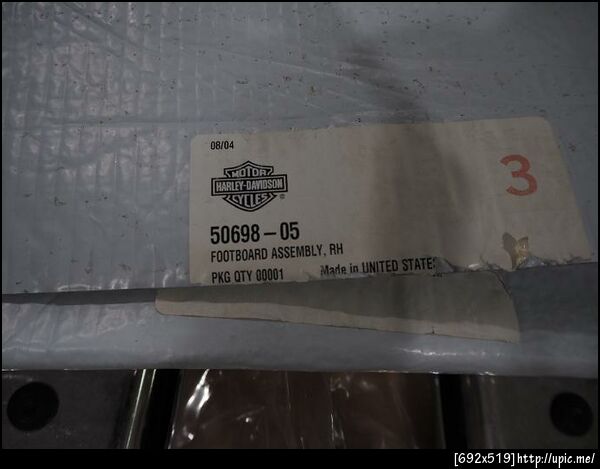 08/04
MOTOR
HARLEY-DAVIDSON
CYCLES
®
3
50698-05
FOOTBOARD ASSEMBLY, RH
PKG QTY 00001 Made in UNITED STATES
[692x519]http://upic.me/